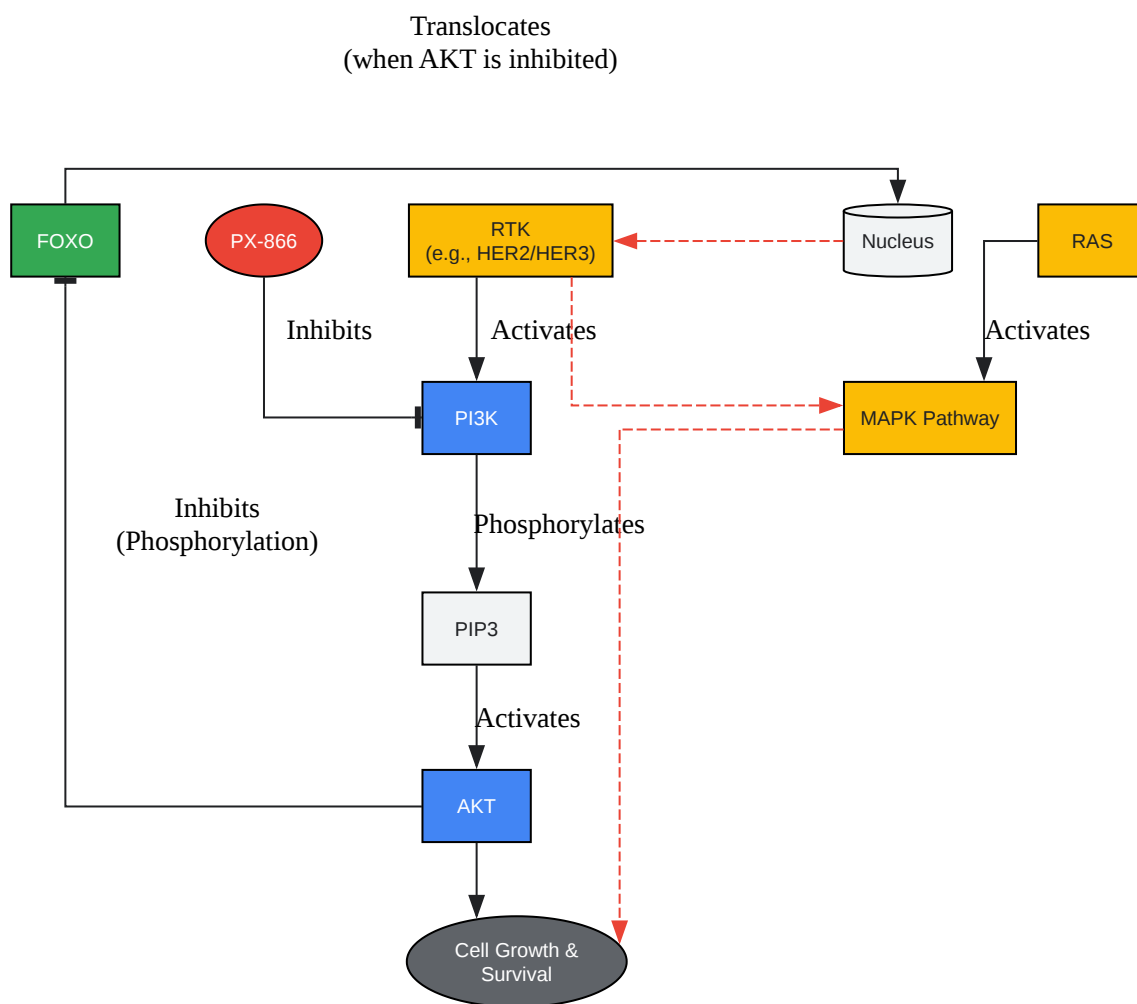 Translocates
(when AKT is inhibited)
FOXO
PX-866
RTK
(e.g., HER2/HER3)
Nucleus
RAS
Inhibits
Activates
Activates
PI3K
MAPK Pathway
Inhibits
(Phosphorylation)
Phosphorylates
PIP3
Activates
AKT
Cell Growth &
Survival